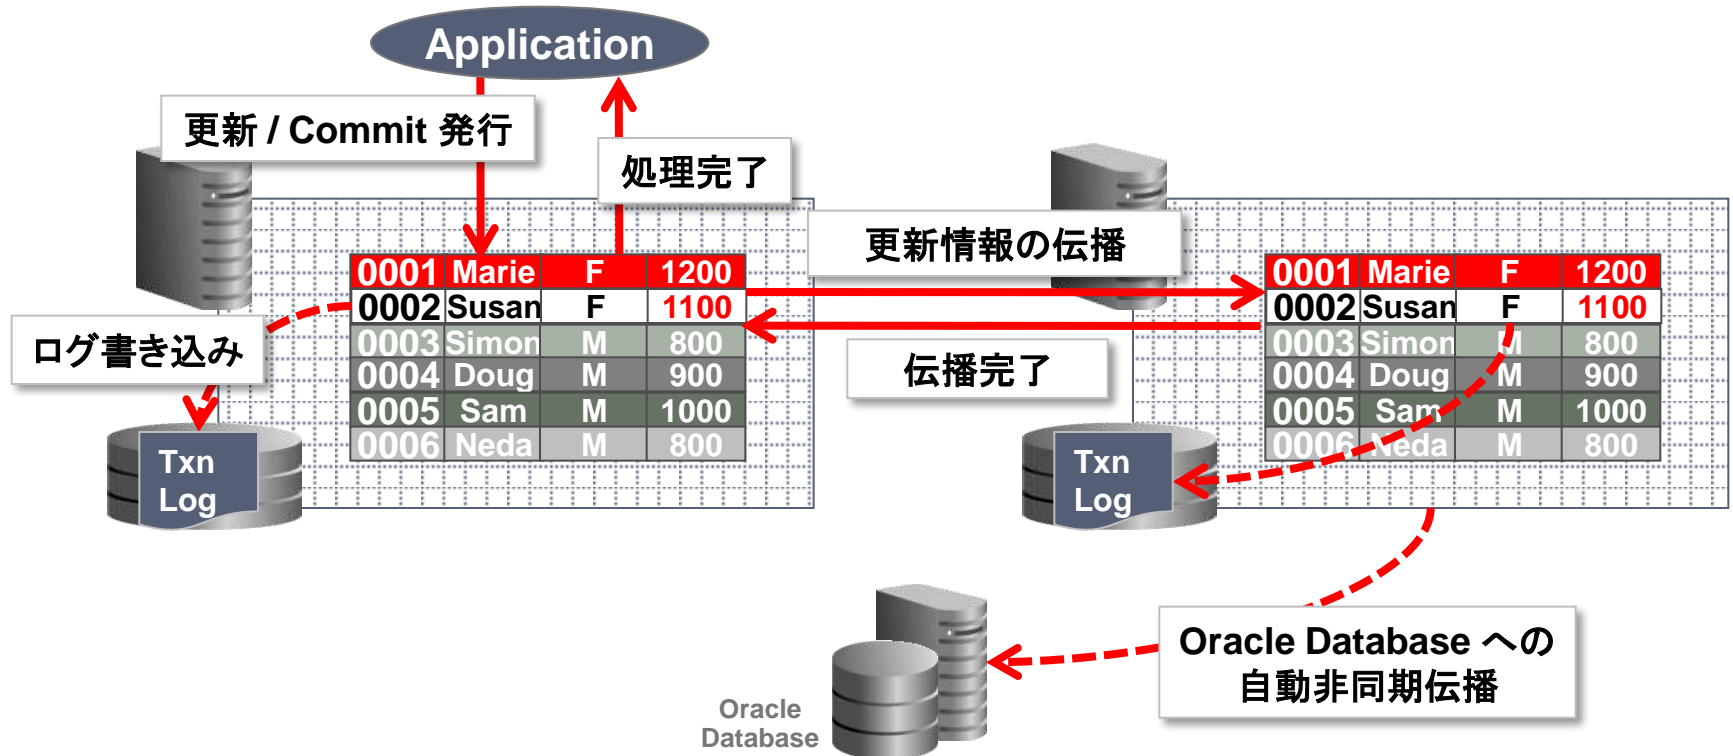 Application
更新 / Commit 発行
処理完了
更新情報の伝播
0001 Marie F 1200
0002 Susan F 1100
0003 Simon M 800
0004 Doug M 900
0005 Sam M 1000
0006 Neda M 800
ログ書き込み
伝播完了
0001 Marie F 1200
0002 Susan F 1100
0003 Simon M 800
0004 Doug M 900
0005 Sam M 1000
0006 Neda M 800
Txn
Log
Txn
Log
Oracle Database への
自動非同期伝播
Oracle
Database